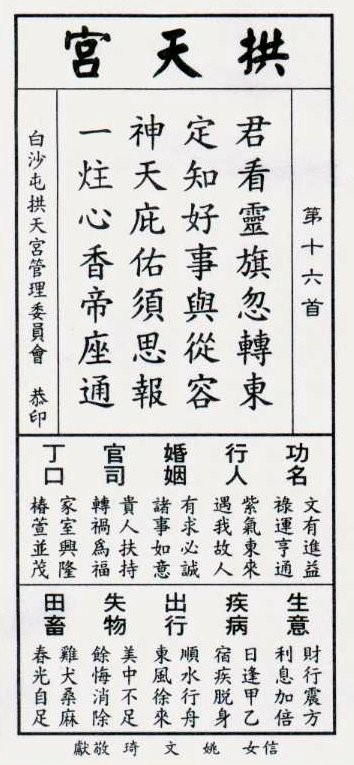 拱天宮
第十六首
君看靈旗忽轉東
定知好事與從容
神天庇佑須思報
一炷心香帝座通
白沙屯拱天宮管理委員會 恭印
功名
文有進益
祿運亨通
行人
紫氣東來
遇我故人
婚姻
有求必誠
諸事如意
官司
貴人扶持
轉禍為福
丁口
家室興隆
椿萱並茂
生意
財行震方
利息加倍
疾病
日逢甲乙
宿疾脫身
出行
順水行舟
東風徐來
失物
美中不足
餘悔消除
田畜
雞犬桑麻
春光自足
信女 姚文琦 敬獻